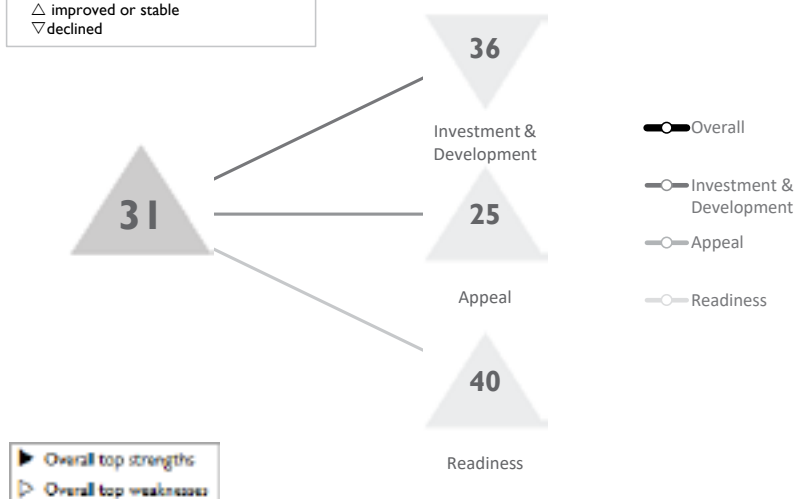 △ improved or stable
▽ declined
36
Investment &
Development
31
25
Appeal
40
Readiness
Overall
Investment &
Development
Appeal
Readiness
▶ Overall top strengths
▷ Overall top weaknesses